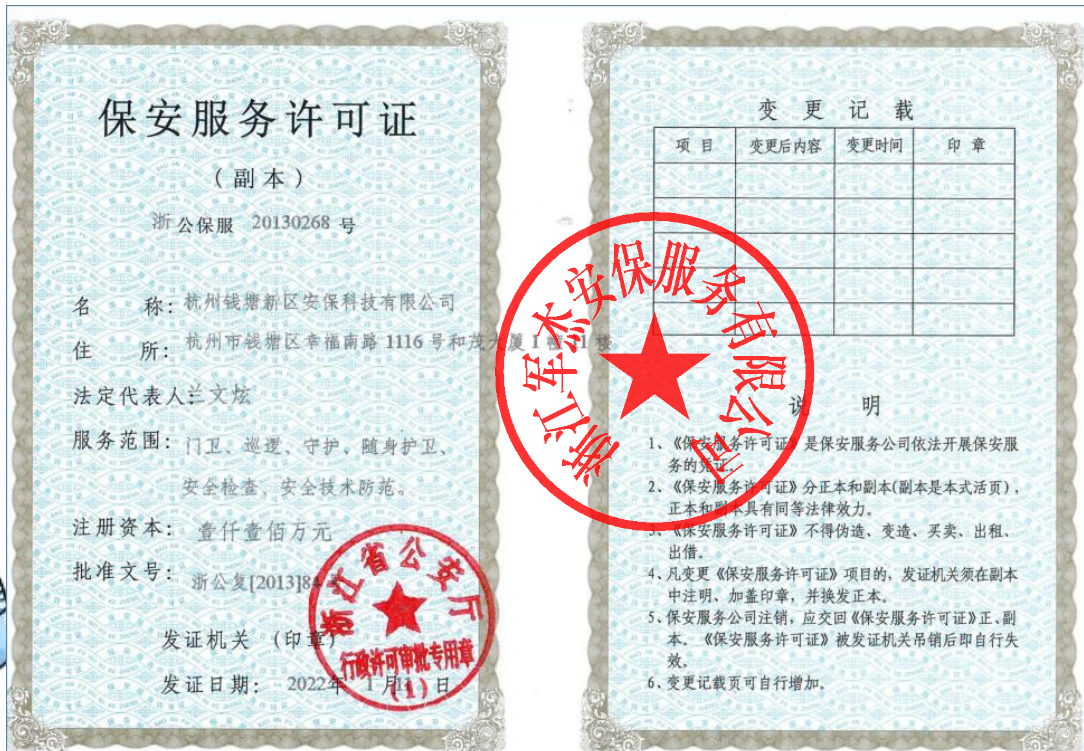 保安服务许可证
（副本）
浙公保服 20130268 号
名 称：杭州钱塘新区安保科技有限公司
住 所：杭州市钱塘区幸福南路 1116 号和茂大厦 1 幢 11 楼
法定代表人：兰文炫
服务范围：门卫、巡逻、守护、随身护卫、
安全检查、安全技术防范。
注册资本：壹仟壹佰万元
批准文号：浙公复[2013]84
发证机关 （印章）
发证日期： 2022年 1月 日
浙江省公安厅
行政许可审批专用章
(1)
变更记载
项目 变更后内容 变更时间 印章
浙江军杰安保服务有限公司
说 明
1、《保安服务许可证》是保安服务公司依法开展保安服
务的凭证。
2、《保安服务许可证》分正本和副本(副本是本式活页)，
正本和副本具有同等法律效力。
3、《保安服务许可证》不得伪造、变造、买卖、出租、
出借。
4、凡变更《保安服务许可证》项目的，发证机关须在副本
中注明、加盖印章，并换发正本。
5、保安服务公司注销，应交回《保安服务许可证》正、副
本。《保安服务许可证》被发证机关吊销后即自行失
效。
6、变更记载页可自行增加。